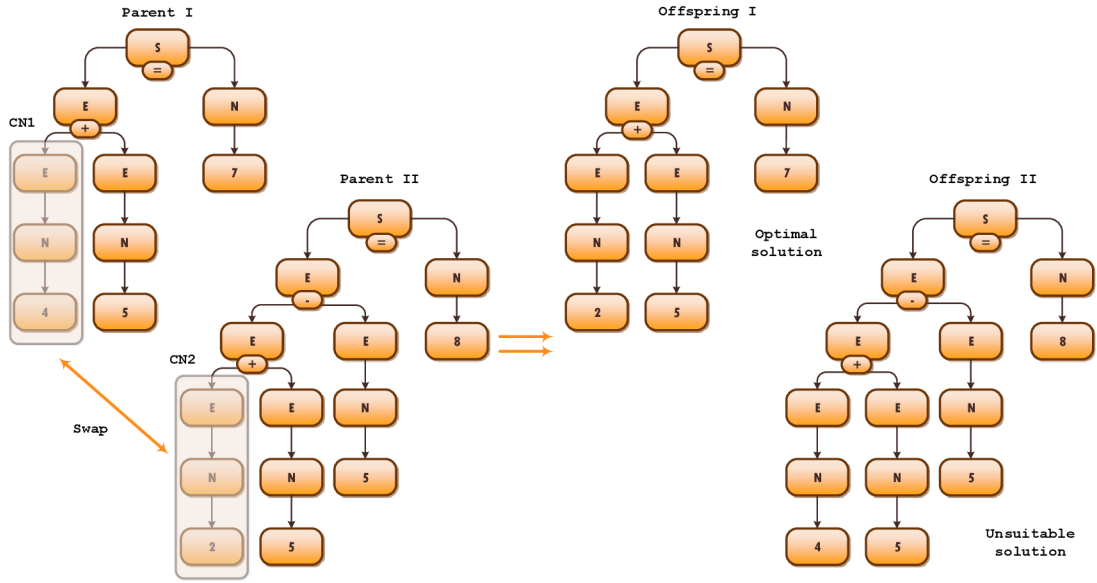 Parent I
S
=
E
N
+
CN1
E
E
7
N
N
4
5
Swap
Parent II
S
=
E
N
-
E
E
8
+
CN2
E
E
N
N
N
5
2
5
Offspring I
S
=
E
N
+
E
E
7
N
N
2
5
Optimal
solution
Offspring II
S
=
E
N
-
E
E
8
+
E
E
N
N
N
5
4
5
Unsuitable
solution